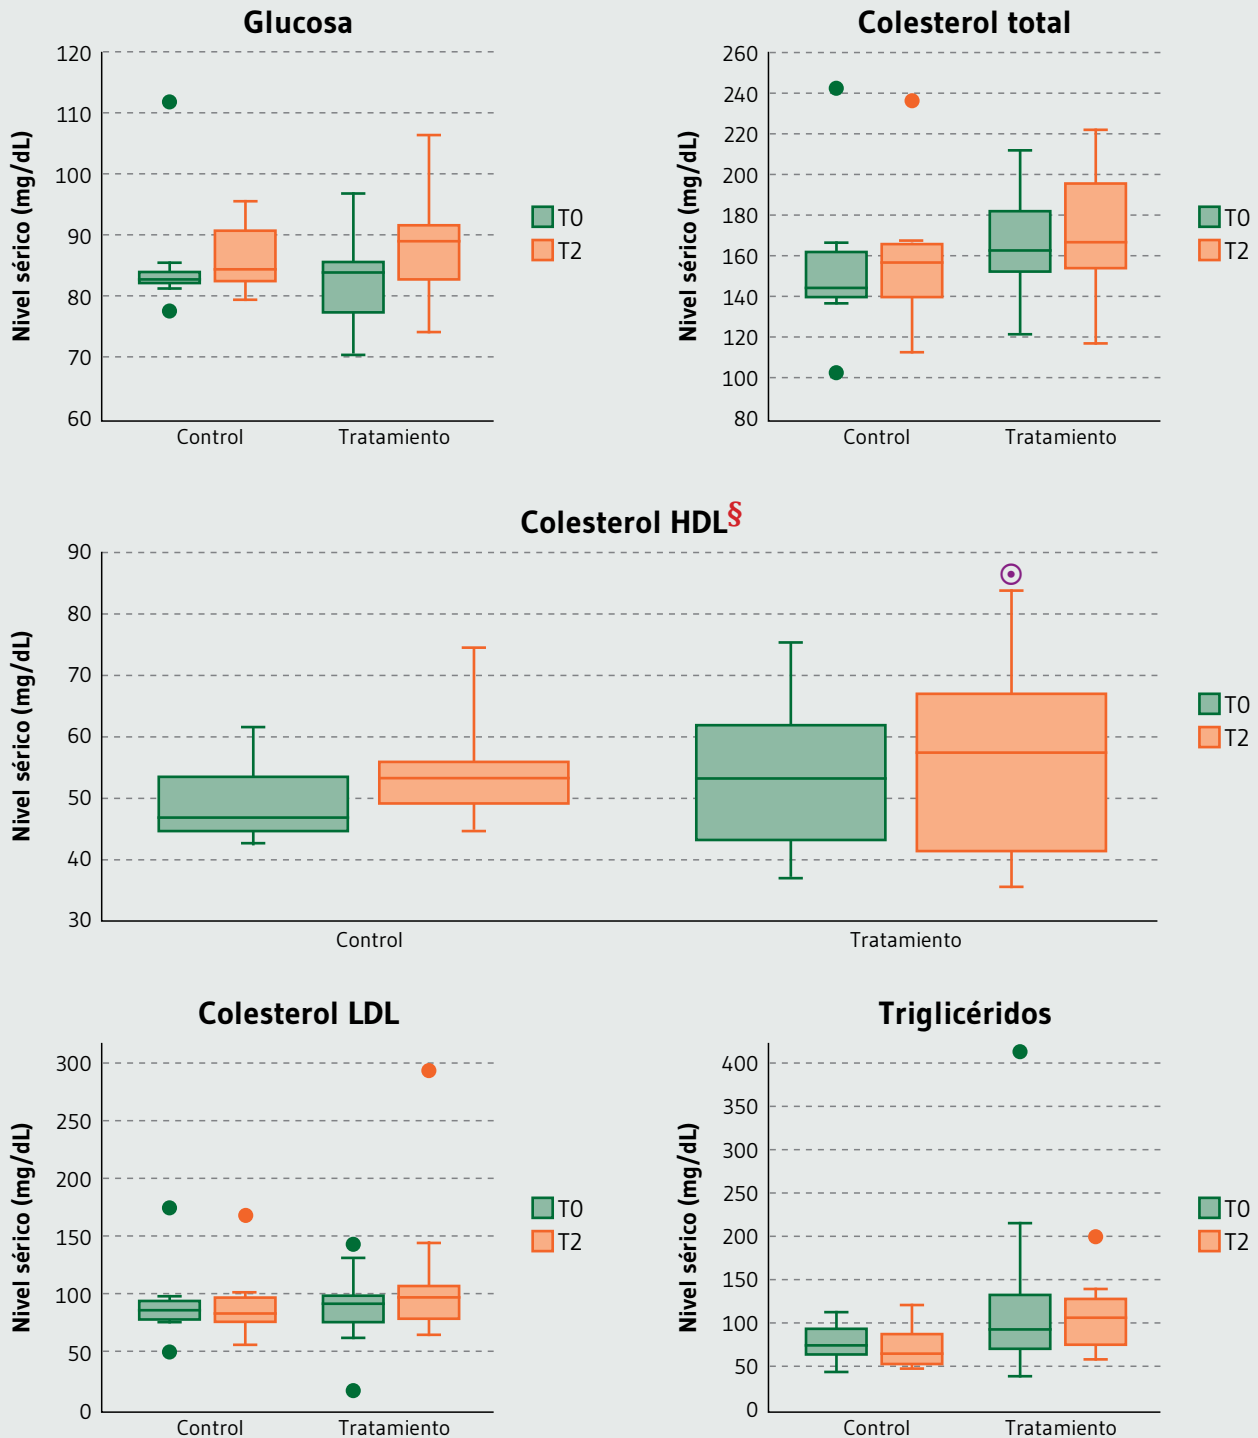 Glucosa
Nivel sérico (mg/dL)
120
110
100
90
80
70
60
Control
Tratamiento
T0
T2
Colesterol total
Nivel sérico (mg/dL)
260
240
220
200
180
160
140
120
100
80
Control
Tratamiento
T0
T2
Colesterol HDL§
Nivel sérico (mg/dL)
90
80
70
60
50
40
30
Control
Tratamiento
T0
T2
Colesterol LDL
Nivel sérico (mg/dL)
300
250
200
150
100
50
0
Control
Tratamiento
T0
T2
Triglicéridos
Nivel sérico (mg/dL)
400
350
300
250
200
150
100
50
0
Control
Tratamiento
T0
T2